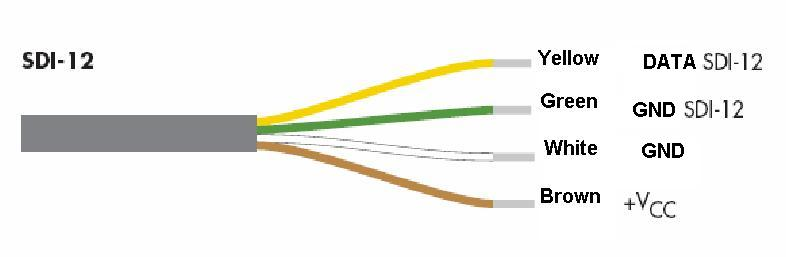 SDI-12
Yellow DATA SDI-12
Green GND SDI-12
White GND
Brown +VCC